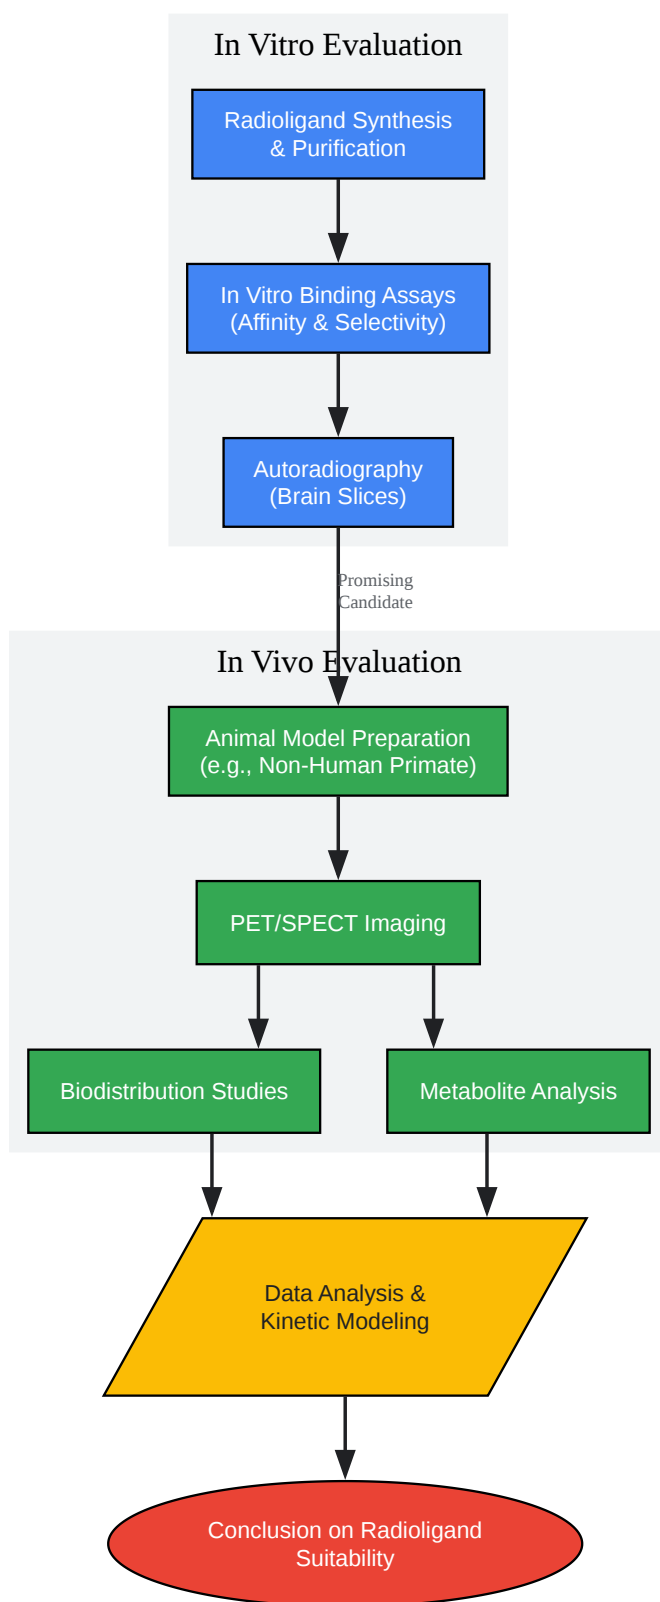 In Vitro Evaluation
Radioligand Synthesis
& Purification
In Vitro Binding Assays
(Affinity & Selectivity)
Autoradiography
(Brain Slices)
Promising
Candidate
In Vivo Evaluation
Animal Model Preparation
(e.g., Non-Human Primate)
PET/SPECT Imaging
Biodistribution Studies
Metabolite Analysis
Data Analysis &
Kinetic Modeling
Conclusion on Radioligand
Suitability